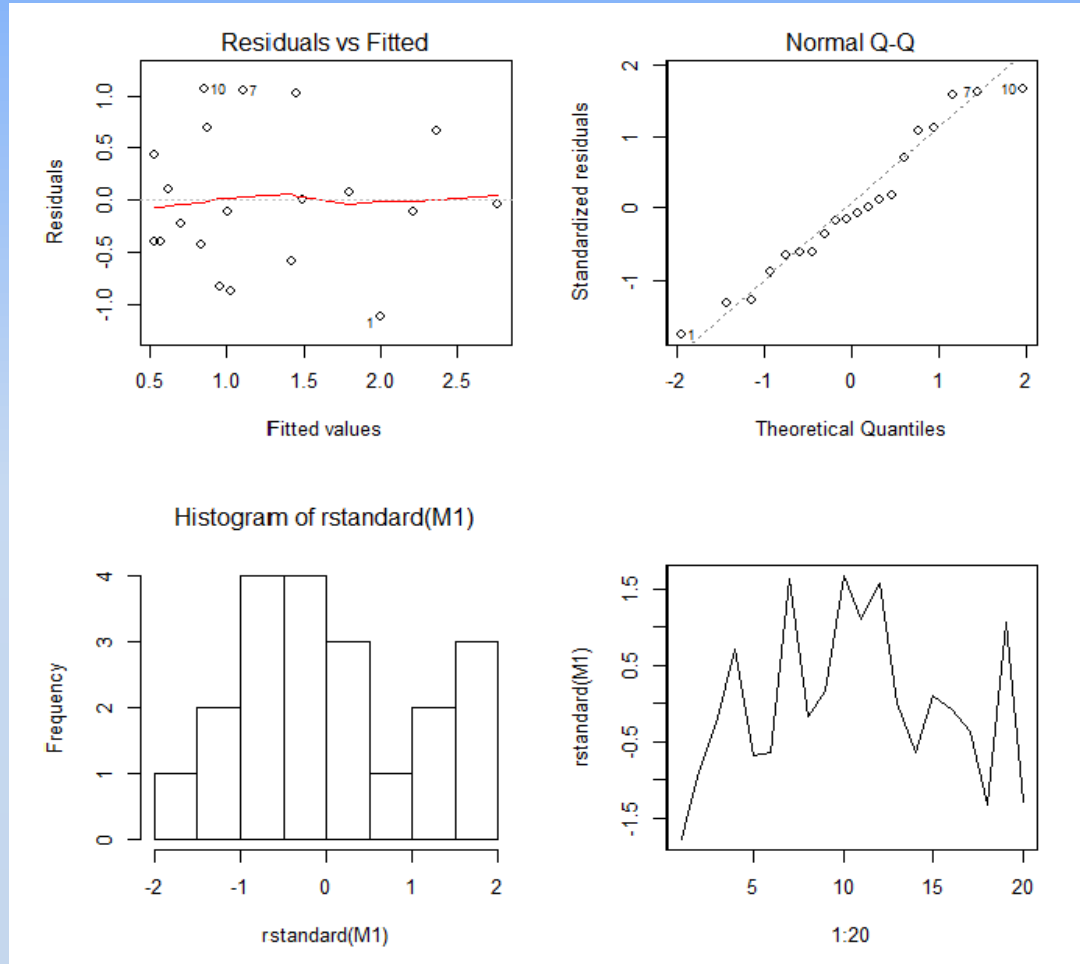 Residuals vs Fitted
Residuals
1.0
0.5
0.0
-0.5
-1.0
10
7
1
0.5 1.0 1.5 2.0 2.5
Fitted values
Normal Q-Q
Standardized residuals
2
1
0
-1
7
10
1
-2 -1 0 1 2
Theoretical Quantiles
Histogram of rstandard(M1)
Frequency
4
3
2
1
0
-2 -1 0 1 2
rstandard(M1)
rstandard(M1)
1.5
0.5
-0.5
-1.5
5 10 15 20
1:20